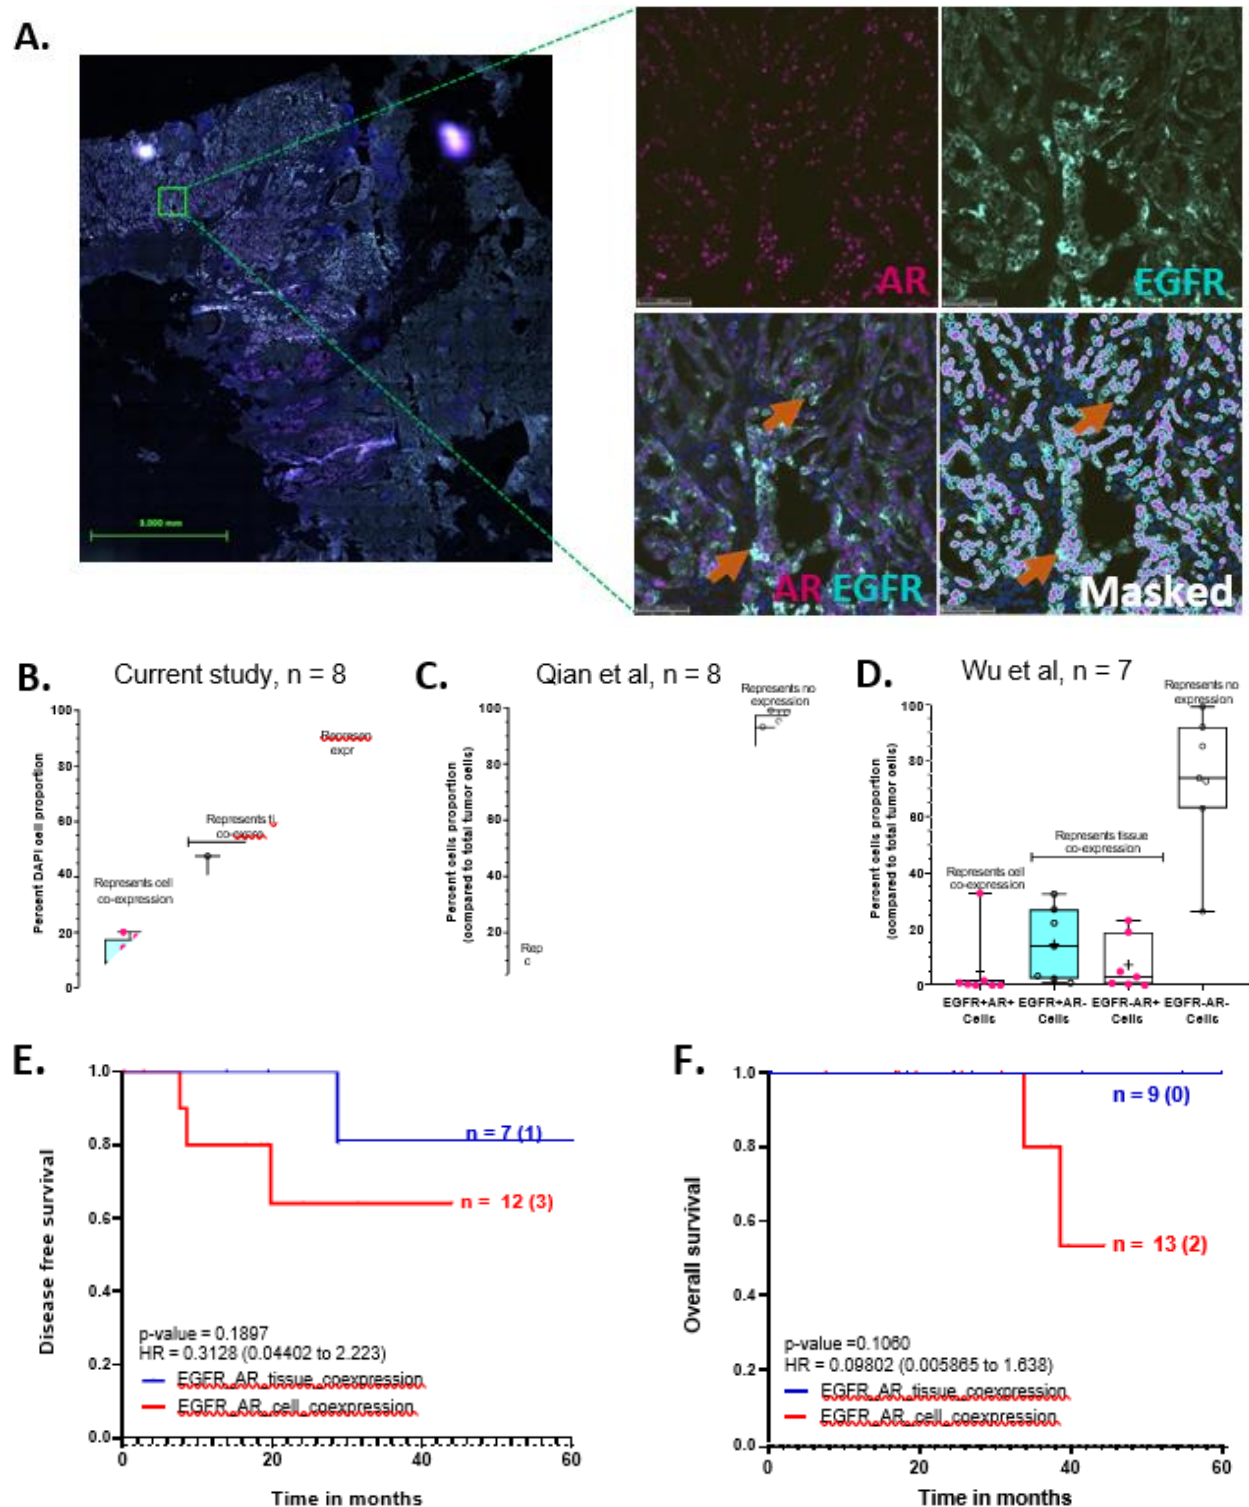 A.
AR
EGFR
AR EGFR
Masked
B.
Current study, n = 8
Percent DAPI cell proportion
100
80
60
40
20
0
Represents cell
co-expression
Represents ti
co-expre
Represen
expr
C.
Qian et al, n = 8
Percent cells proportion
(compared to total tumor cells)
100
80
60
40
20
Rep
c
Represents no
expression
D.
Wu et al, n = 7
Percent cells proportion
(compared to total tumor cells)
100
80
60
40
20
0
Represents cell
co-expression
Represents tissue
co-expression
Represents no
expression
EGFR+AR+
Cells
EGFR+AR-
Cells
EGFR-AR+
Cells
EGFR-AR-
Cells
E.
Disease free survival
1.0
0.8
0.6
0.4
0.2
0.0
n = 7 (1)
n = 12 (3)
p-value = 0.1897
HR = 0.3128 (0.04402 to 2.223)
EGFR_AR_tissue_coexpression
EGFR_AR_cell_coexpression
0 20 40 60
Time in months
F.
Overall survival
1.0
0.8
0.6
0.4
0.2
0.0
n = 9 (0)
n = 13 (2)
p-value =0.1060
HR = 0.09802 (0.005865 to 1.638)
EGFR_AR_tissue_coexpression
EGFR_AR_cell_coexpression
0 20 40 60
Time in months